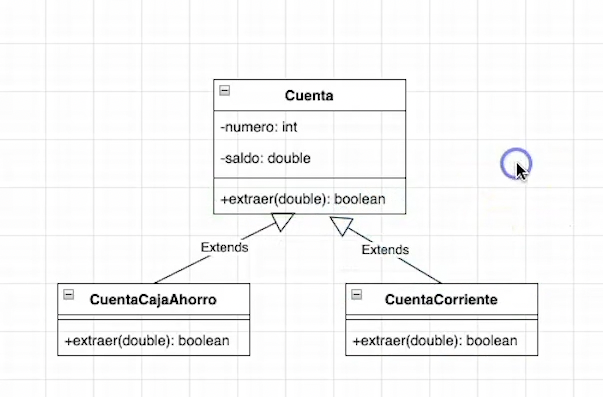 Cuenta
-numero: int
-saldo: double
+extraer(double): boolean
Extends
Extends
CuentaCajaAhorro
+extraer(double): boolean
CuentaCorriente
+extraer(double): boolean